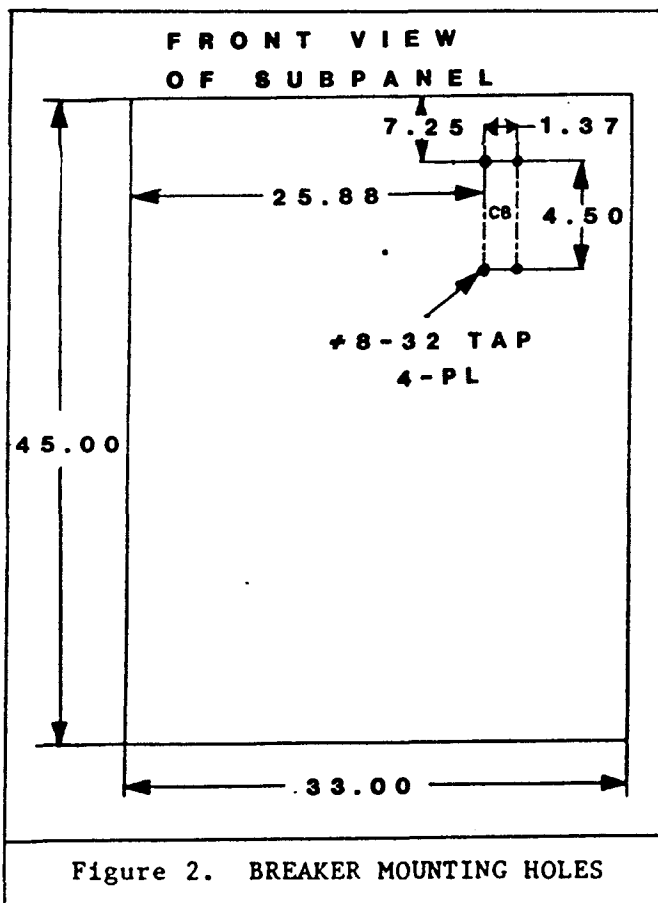 FRONT VIEW
OF SUBPANEL
7.25 1.37
25.88
CB 4.50
#8-32 TAP
4-PL
45.00
33.00
Figure 2. BREAKER MOUNTING HOLES